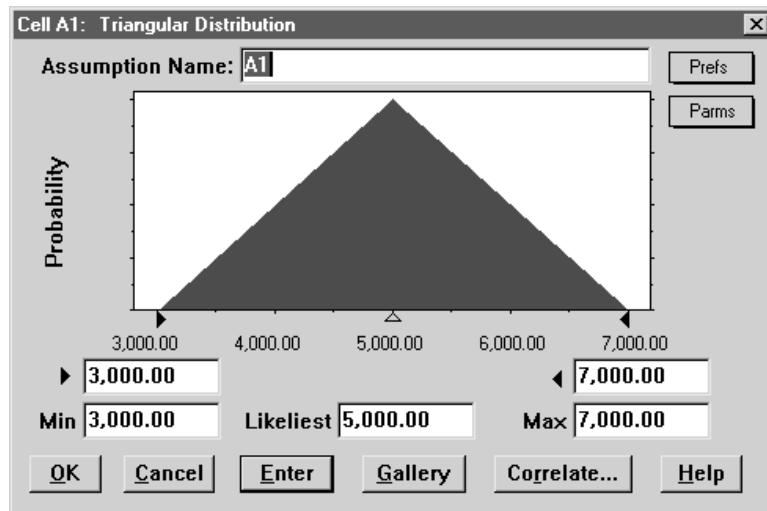 Cell A1: Triangular Distribution
Assumption Name: A1
Prefs
Parms
Probability
3,000.00 4,000.00 5,000.00 6,000.00 7,000.00
3,000.00 7,000.00
Min 3,000.00 Likeliest 5,000.00 Max 7,000.00
OK Cancel Enter Gallery Correlate... Help